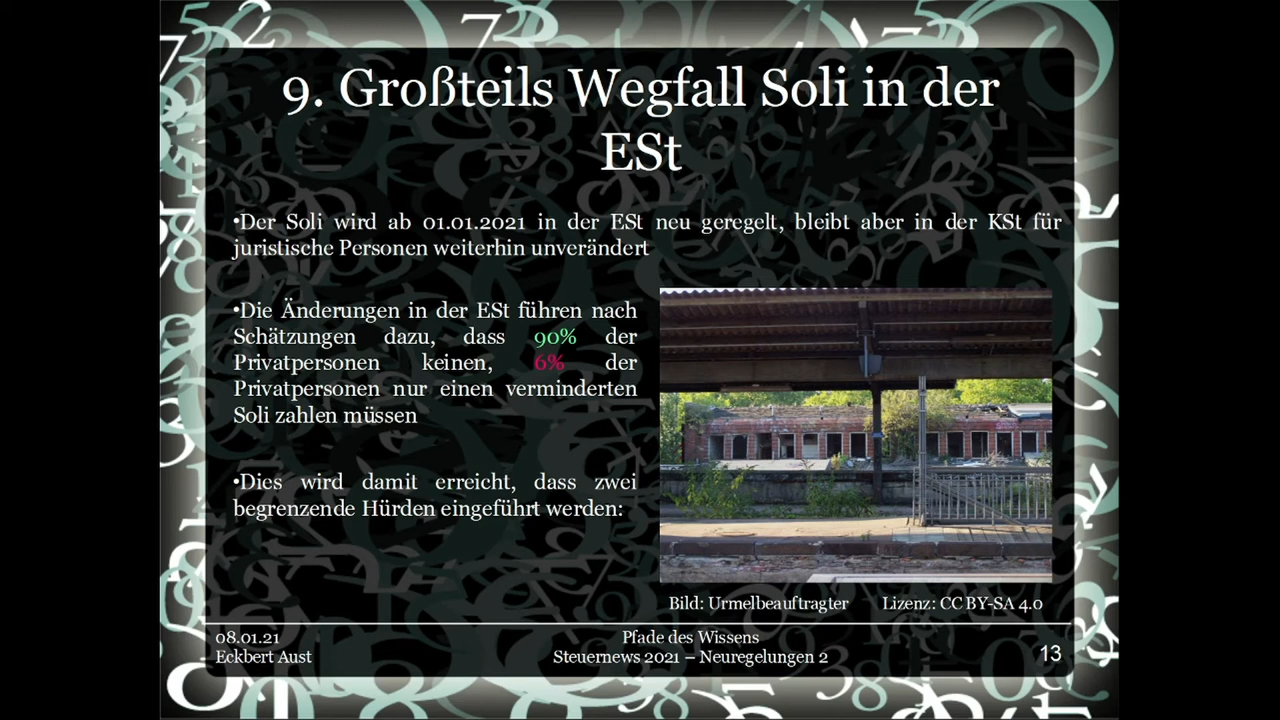 9. Großteils Wegfall Soli in der
ESt
•Der Soli wird ab 01.01.2021 in der ESt neu geregelt, bleibt aber in der KSt für
juristische Personen weiterhin unverändert
•Die Änderungen in der ESt führen nach
Schätzungen dazu, dass 90% der
Privatpersonen keinen, 6% der
Privatpersonen nur einen verminderten
Soli zahlen müssen
•Dies wird damit erreicht, dass zwei
begrenzende Hürden eingeführt werden:
Bild: Urmelbeauftragter Lizenz: CC BY-SA 4.0
08.01.21
Eckbert Aust
Pfade des Wissens
Steuernews 2021 – Neuregelungen 2
13